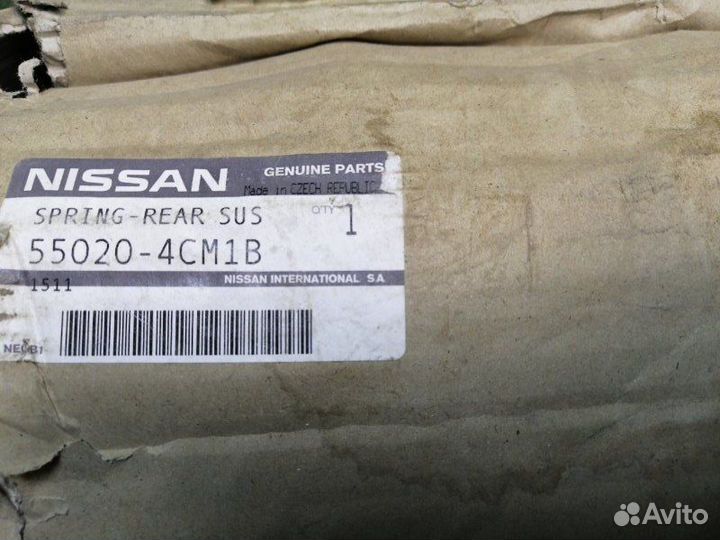 NISSAN
GENUINE PARTS
Made in CZECH REPUBLIC
SPRING-REAR SUS
QTY 1
55020-4CM1B
NISSAN INTERNATIONAL SA
1511
NEUB1
Avito